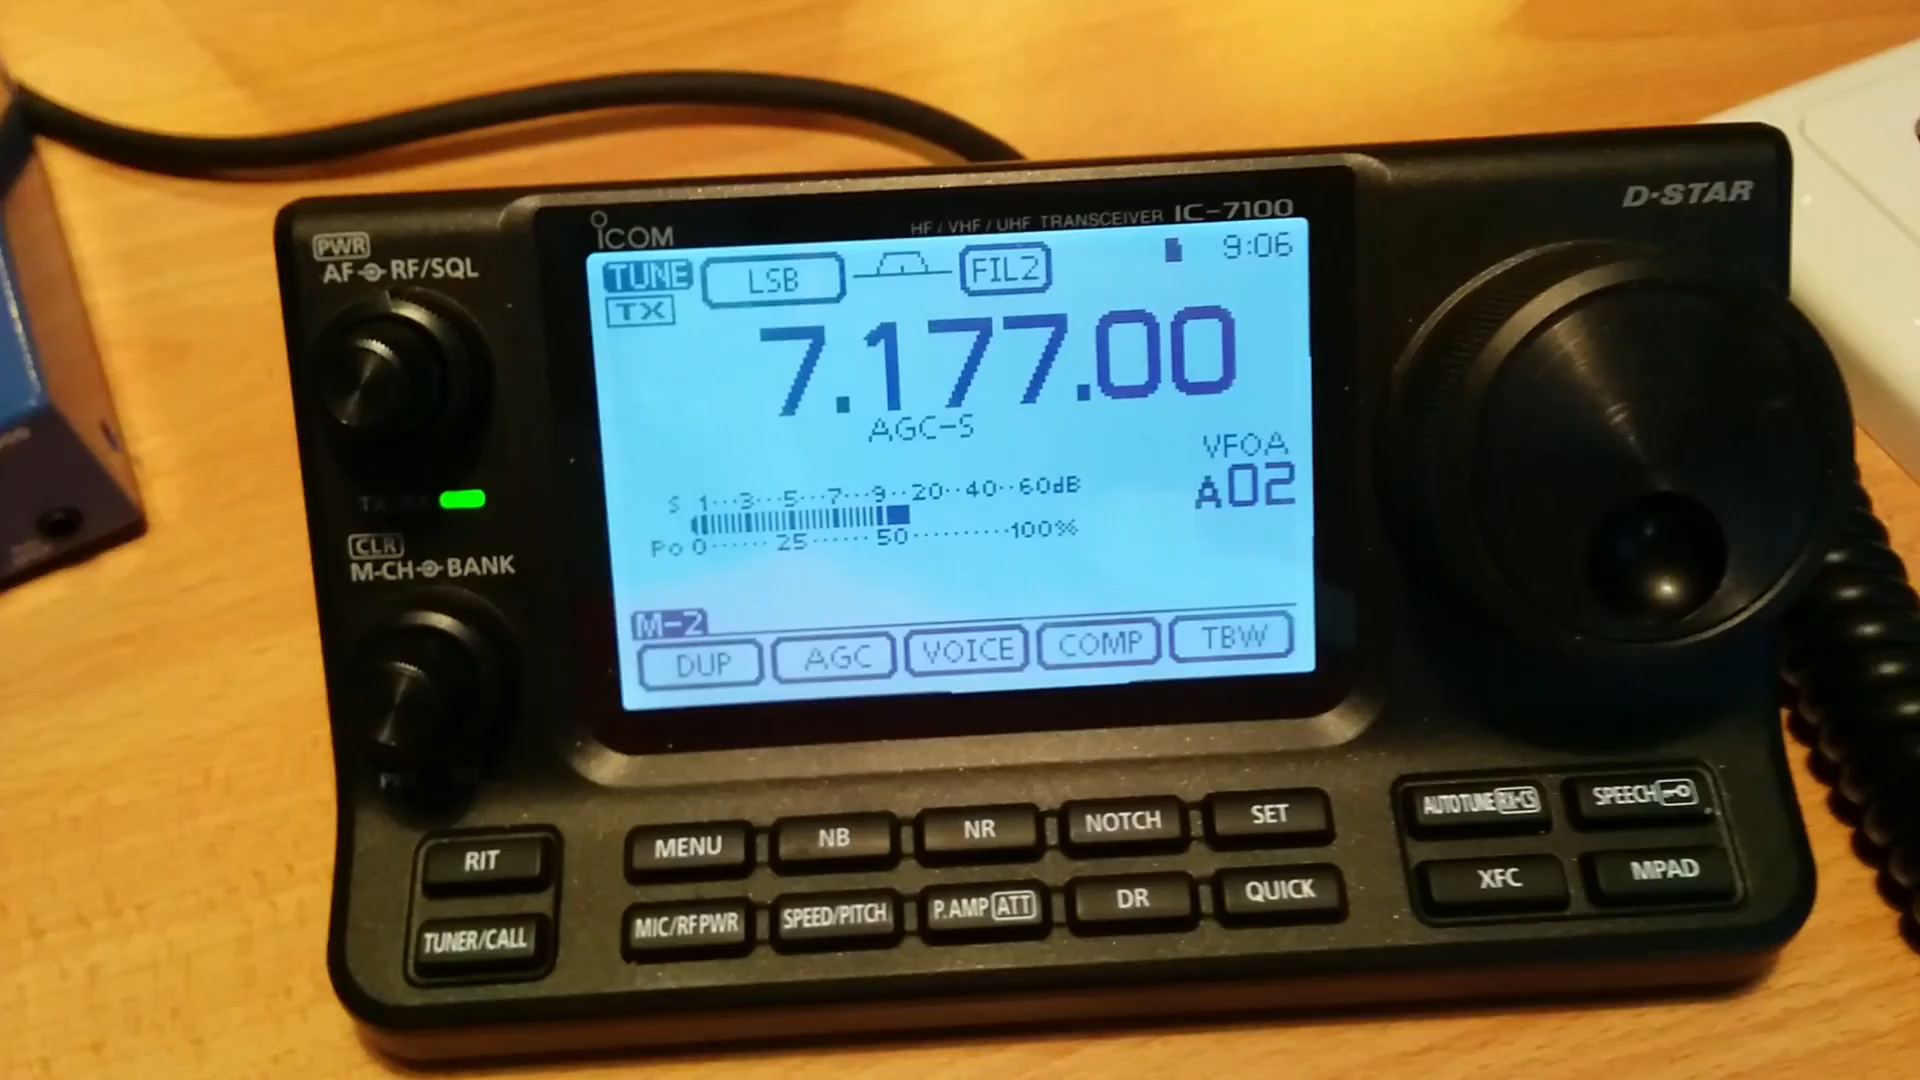 D-STAR
ICOM HF / VHF / UHF TRANSCEIVER IC-7100
PWR
AF RF/SQL
TUNE LSB FIL2 9:06
TX
7.177.00
AGC-S
VFOA
A02
S 1···3···5···7···9··20··40··60dB
Po 0······25······50·········100%
CLR
M-CH BANK
M-2
DUP AGC VOICE COMP TBW
RIT
TUNER/CALL
MENU NB NR NOTCH SET
MIC/RF PWR SPEED/PITCH P.AMP ATT DR QUICK
AUTOTUNE RX→CS SPEECH
XFC MPAD